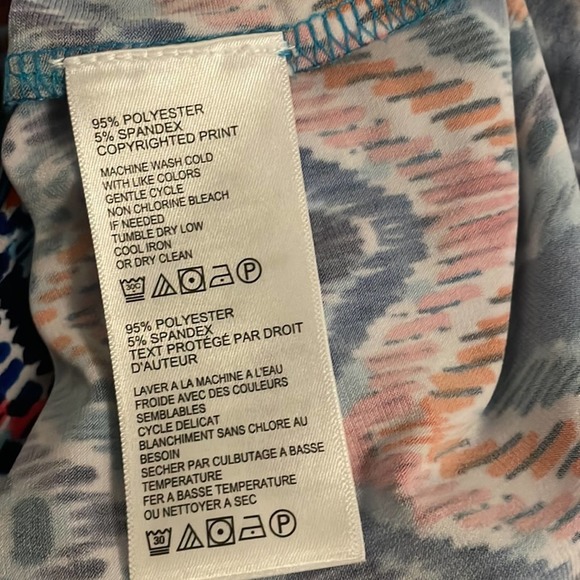 95% POLYESTER
5% SPANDEX
COPYRIGHTED PRINT
MACHINE WASH COLD
WITH LIKE COLORS
GENTLE CYCLE
NON CHLORINE BLEACH
IF NEEDED
TUMBLE DRY LOW
COOL IRON
OR DRY CLEAN
30C P
95% POLYESTER
5% SPANDEX
TEXT PROTÉGÉ PAR DROIT
D'AUTEUR
LAVER A LA MACHINE A L'EAU
FROIDE AVEC DES COULEURS
SEMBLABLES
CYCLE DELICAT
BLANCHIMENT SANS CHLORE AU
BESOIN
SECHER PAR CULBUTAGE A BASSE
TEMPERATURE
FER A BASSE TEMPERATURE
OU NETTOYER A SEC
30 P